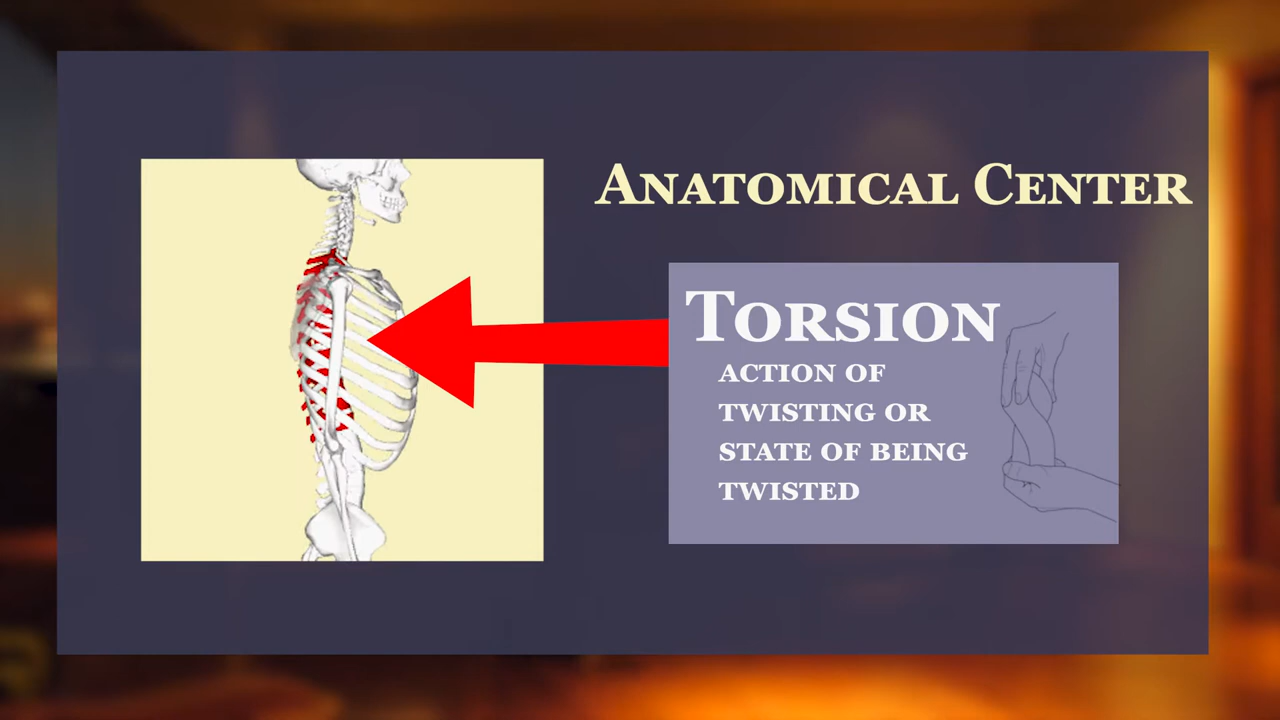 Anatomical Center
Torsion
action of
twisting or
state of being
twisted